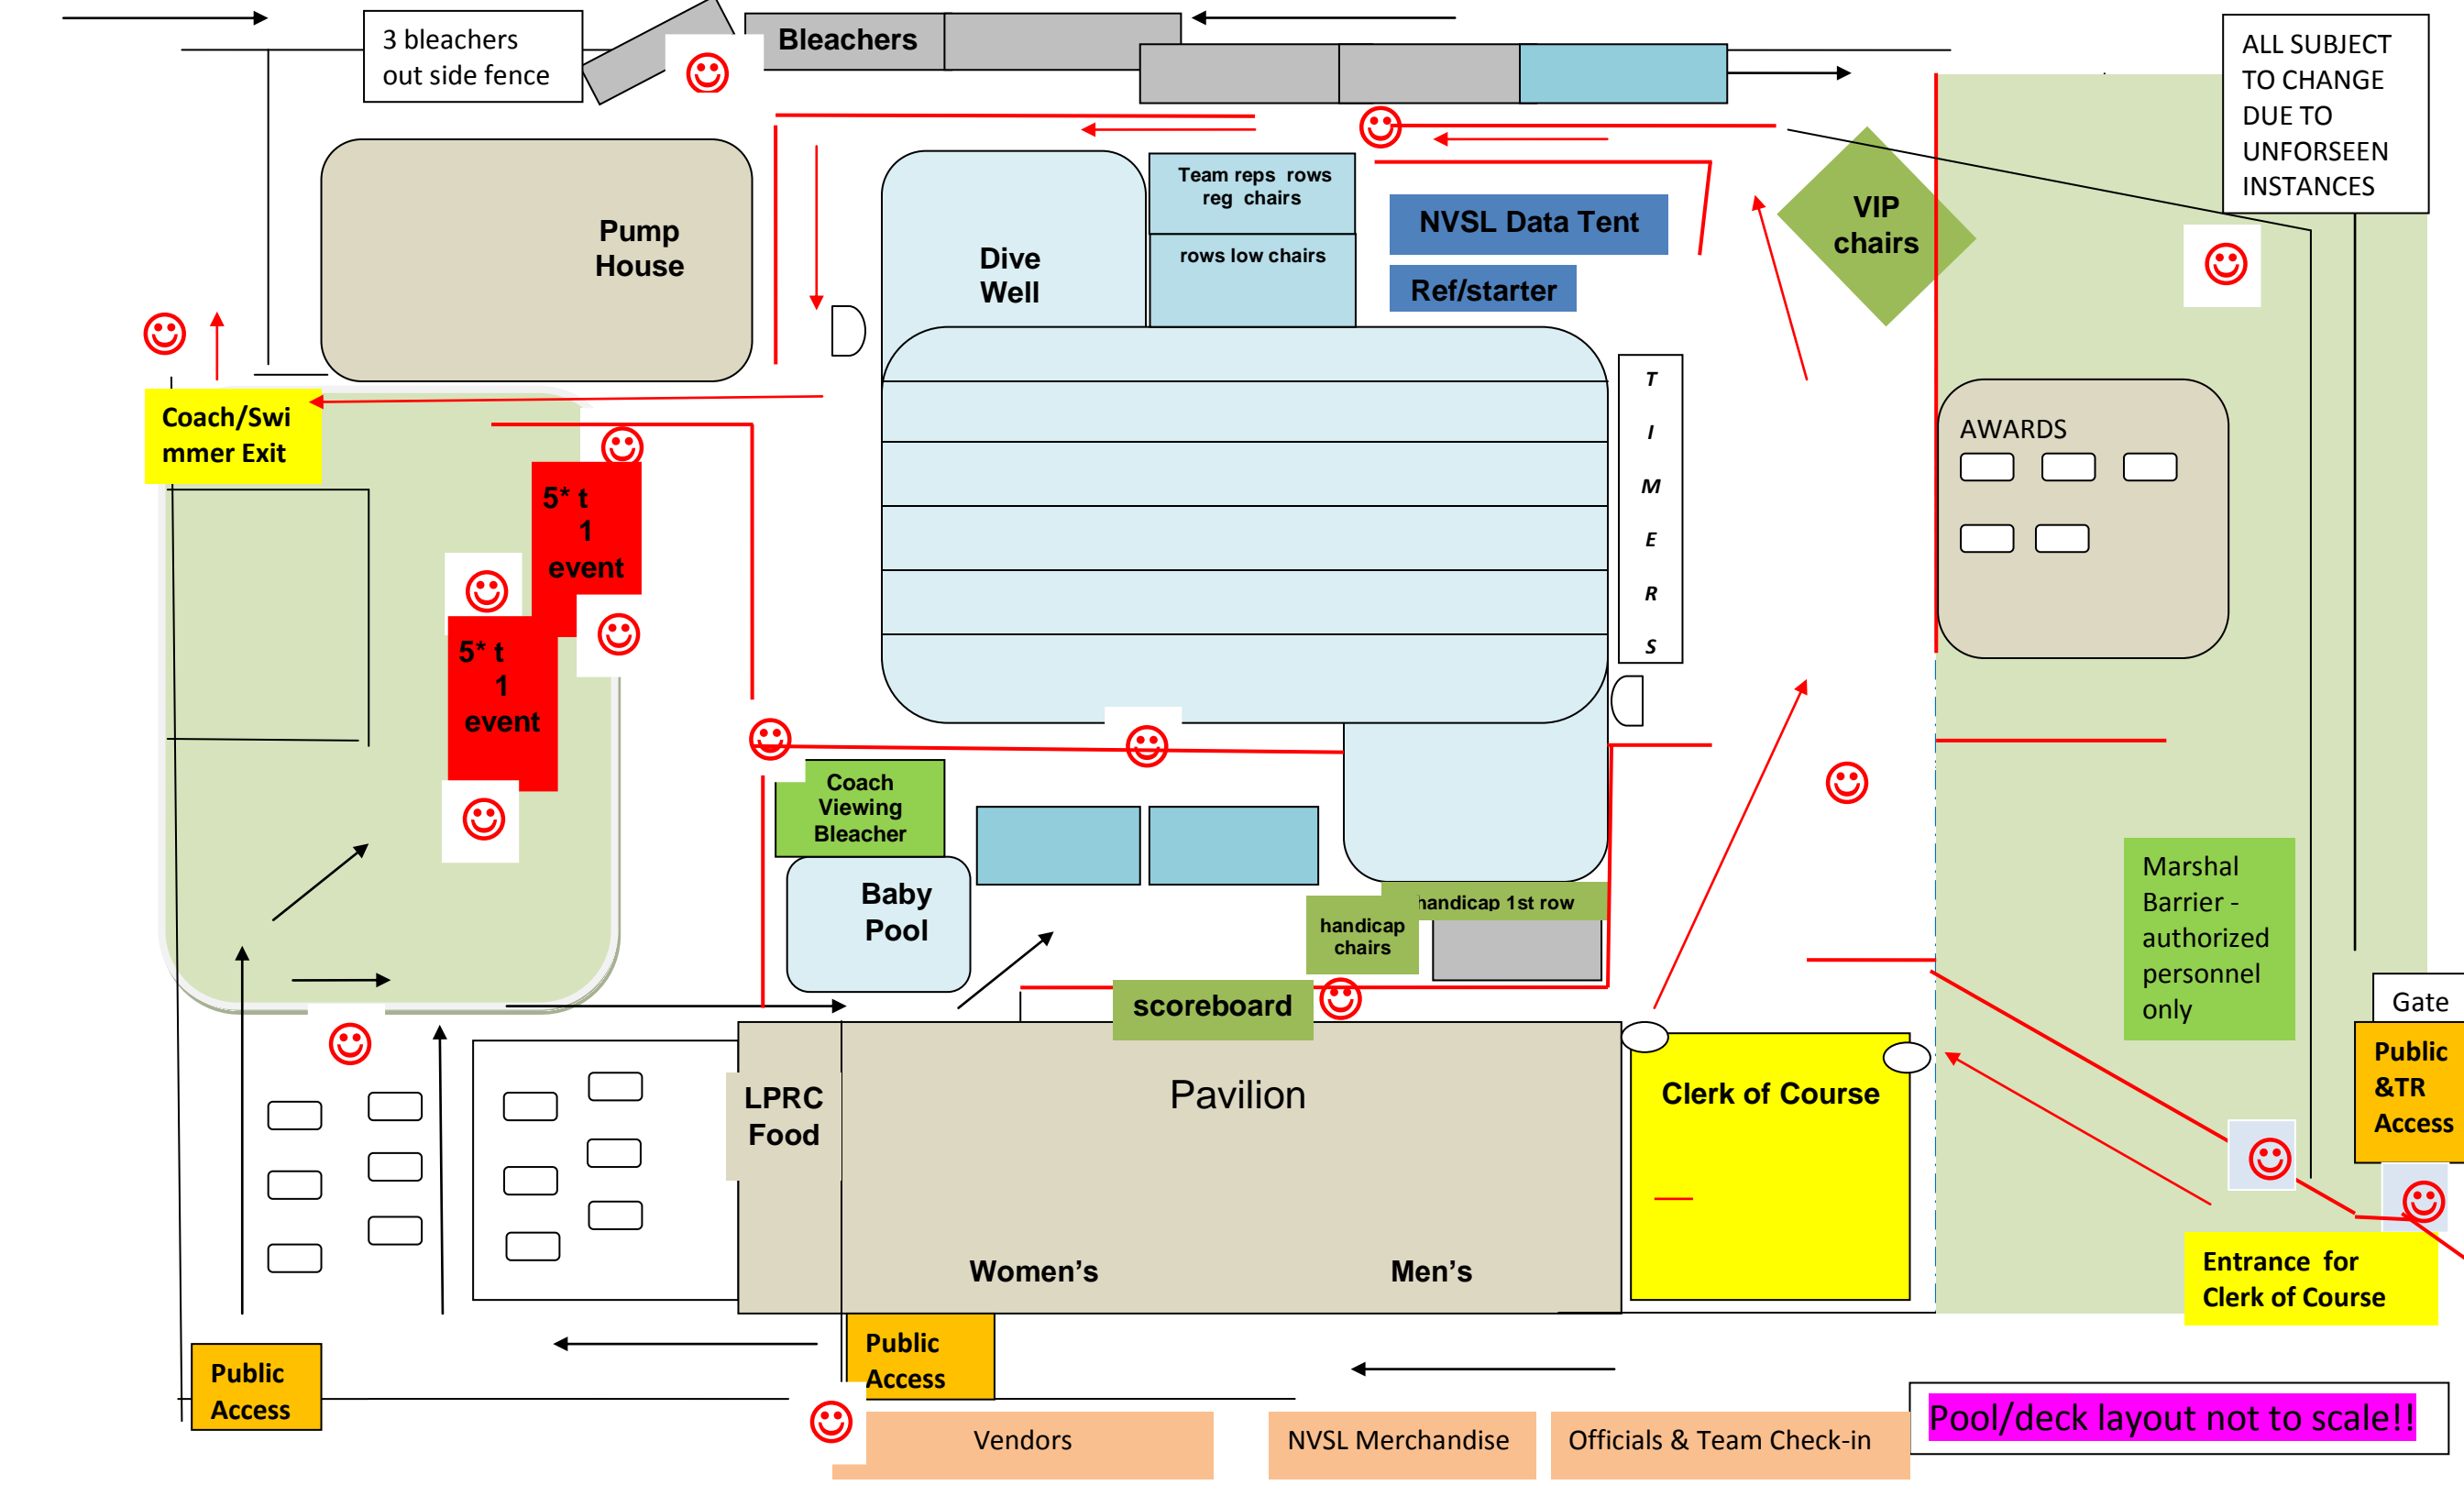 3 bleachers
out side fence
Bleachers
ALL SUBJECT
TO CHANGE
DUE TO
UNFORSEEN
INSTANCES
Pump
House
Dive
Well
Team reps rows
reg chairs
rows low chairs
NVSL Data Tent
Ref/starter
VIP
chairs
Coach/Swi
mmer Exit
T
I
M
E
R
S
AWARDS
5* t
1
event
5* t
1
event
Coach
Viewing
Bleacher
Baby
Pool
handicap 1st row
handicap
chairs
scoreboard
Marshal
Barrier -
authorized
personnel
only
Gate
Public
&TR
Access
LPRC
Food
Pavilion
Clerk of Course
Women's
Men's
Entrance for
Clerk of Course
Public
Access
Public
Access
Vendors
NVSL Merchandise
Officials & Team Check-in
Pool/deck layout not to scale!!